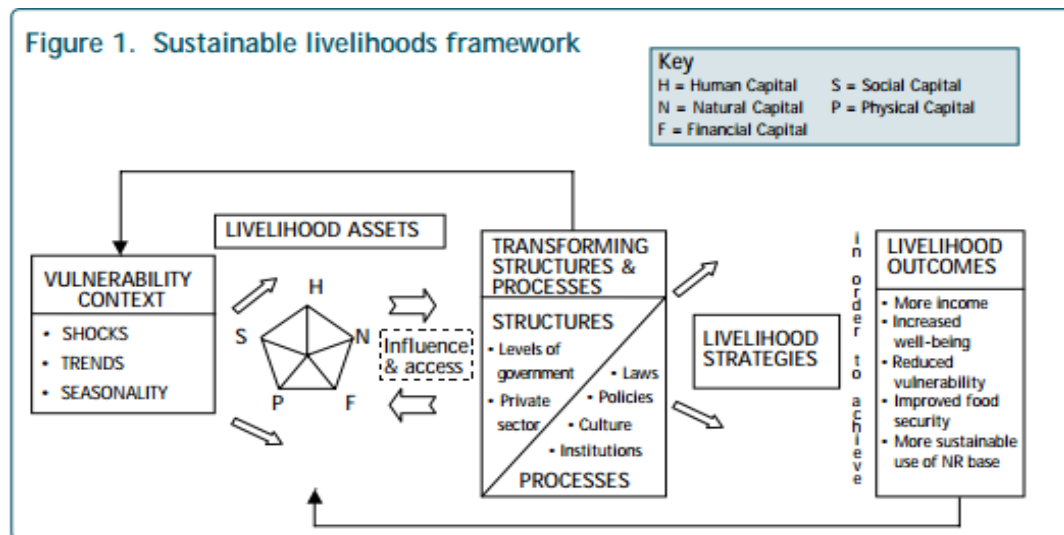 Figure 1. Sustainable livelihoods framework
Key
H = Human Capital S = Social Capital
N = Natural Capital P = Physical Capital
F = Financial Capital
LIVELIHOOD ASSETS
VULNERABILITY
CONTEXT
• SHOCKS
• TRENDS
• SEASONALITY
H
S
N
P
F
Influence
& access
TRANSFORMING
STRUCTURES &
PROCESSES
STRUCTURES
• Levels of
government
• Private
sector
• Laws
• Policies
• Culture
• Institutions
PROCESSES
LIVELIHOOD
STRATEGIES
in order to achieve
LIVELIHOOD
OUTCOMES
• More income
• Increased
well-being
• Reduced
vulnerability
• Improved food
security
• More sustainable
use of NR base